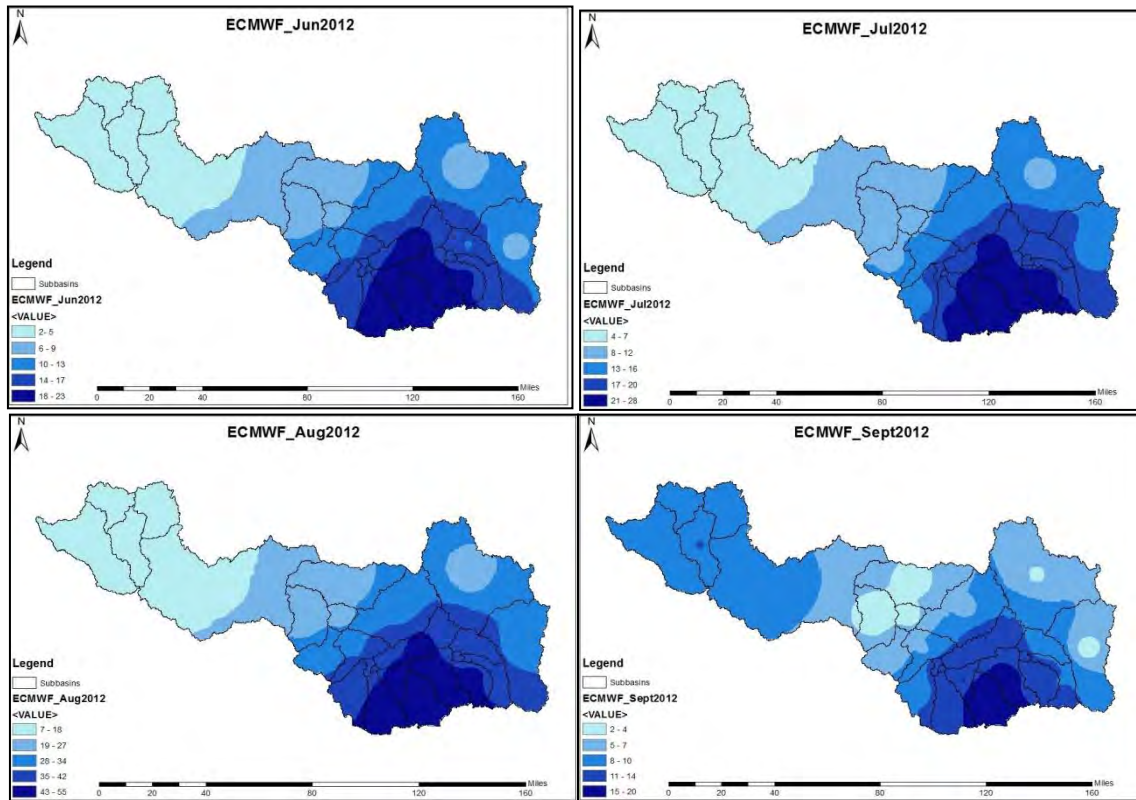 N
ECMWF_Jun2012
Legend
Subbasins
ECMWF_Jun2012
<VALUE>
2- 5
6 - 9
10 - 13
14 - 17
18 - 23
Miles
0 20 40 80 120 160
N
ECMWF_Jul2012
Legend
Subbasins
ECMWF_Jul2012
<VALUE>
4 - 7
8 - 12
13 - 16
17 - 20
21 - 28
Miles
0 20 40 80 120 160
N
ECMWF_Aug2012
Legend
Subbasins
ECMWF_Aug2012
<VALUE>
7 - 18
19 - 27
28 - 34
35 - 42
43 - 55
Miles
0 20 40 80 120 160
N
ECMWF_Sept2012
Legend
Subbasins
ECMWF_Sept2012
<VALUE>
2 - 4
5 - 7
8 - 10
11 - 14
15 - 20
Miles
0 20 40 80 120 160